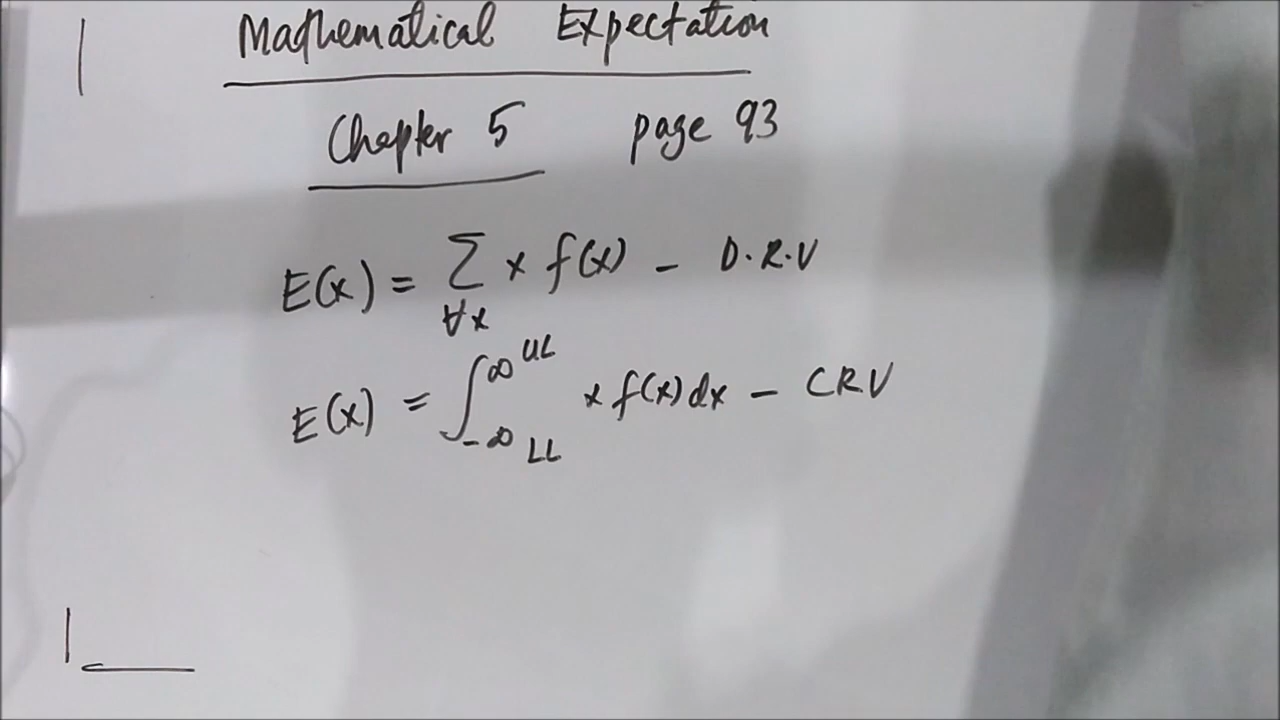 Mathematical Expectation
Chapter 5 page 93
E(x) = ∑ x f(x) - D.R.V
∀x
E(x) = ∫ ∞ UL x f(x) dx - CRV
-∞ LL